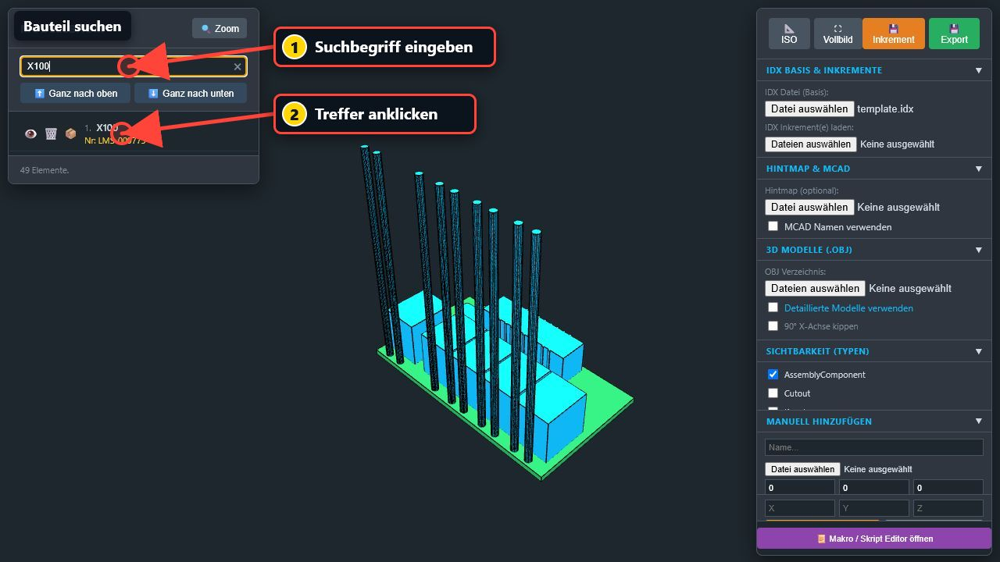 Bauteil suchen
Zoom
X100
Ganz nach oben
Ganz nach unten
1. X100
Nr: LMS-000775
49 Elemente.
1 Suchbegriff eingeben
2 Treffer anklicken
ISO
Vollbild
Inkrement
Export
IDX BASIS & INKREMENTE
IDX Datei (Basis):
Datei auswählen template.idx
IDX Inkrement(e) laden:
Dateien auswählen Keine ausgewählt
HINTMAP & MCAD
Hintmap (optional):
Datei auswählen Keine ausgewählt
MCAD Namen verwenden
3D MODELLE (.OBJ)
OBJ Verzeichnis:
Dateien auswählen Keine ausgewählt
Detaillierte Modelle verwenden
90° X-Achse kippen
SICHTBARKEIT (TYPEN)
AssemblyComponent
Cutout
MANUELL HINZUFÜGEN
Name...
Datei auswählen Keine ausgewählt
0 0 0
X Y Z
Makro / Skript Editor öffnen